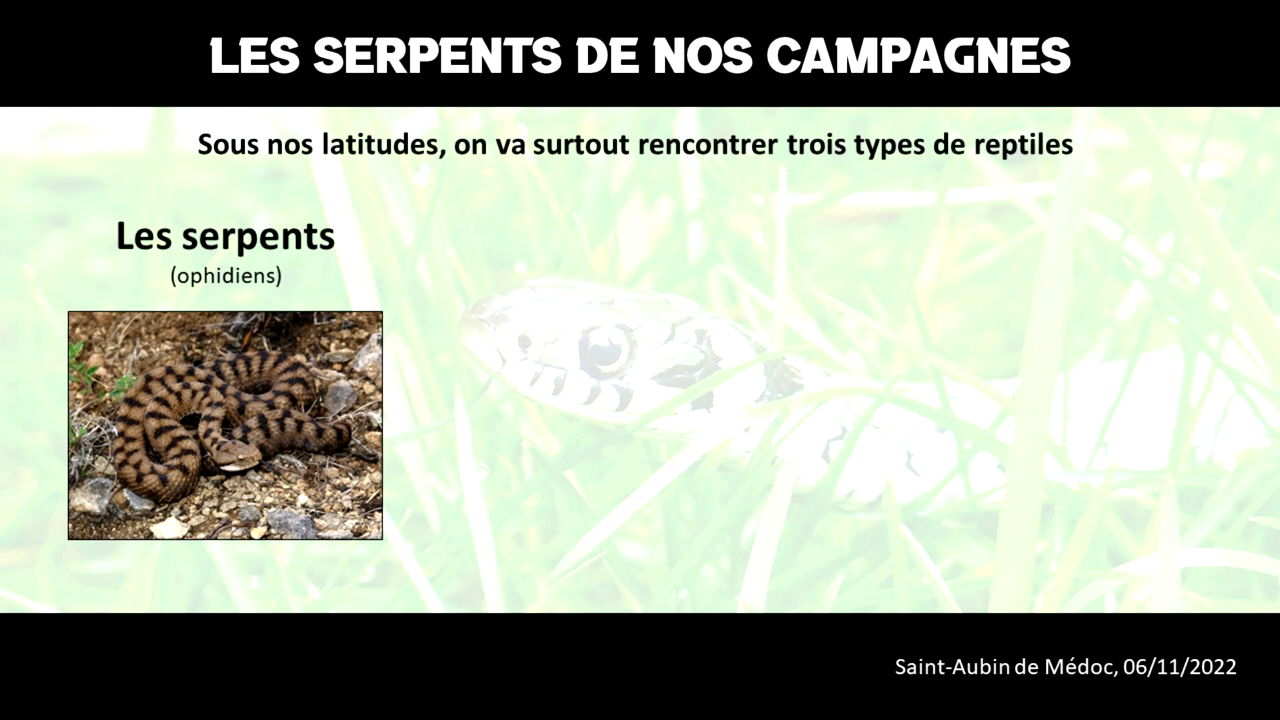 LES SERPENTS DE NOS CAMPAGNES
Sous nos latitudes, on va surtout rencontrer trois types de reptiles
Les serpents
(ophidiens)
Saint-Aubin de Médoc, 06/11/2022